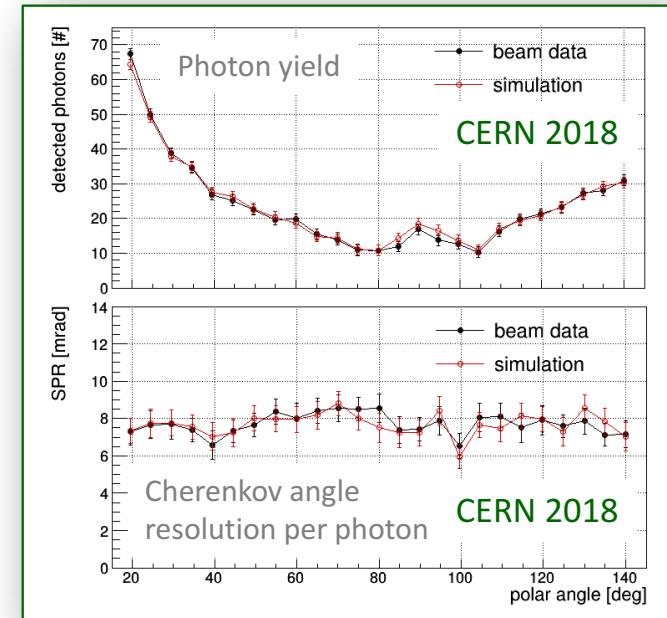 detected photons [#]
70
60
50
40
30
20
10
0
Photon yield
beam data
simulation
CERN 2018
SPR [mrad]
14
12
10
8
6
4
2
0
beam data
simulation
Cherenkov angle
resolution per photon
CERN 2018
20 40 60 80 100 120 140
polar angle [deg]